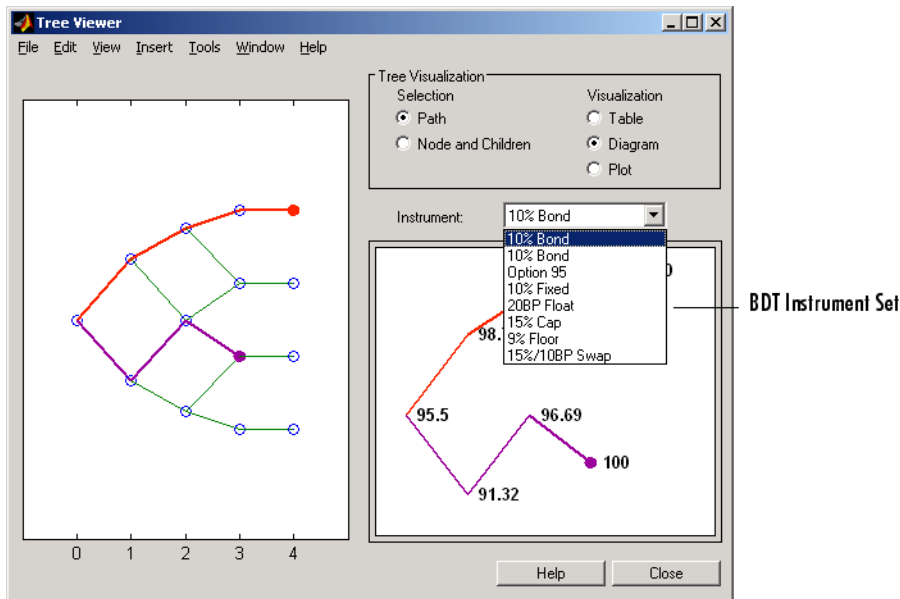 Tree Viewer
File Edit View Insert Tools Window Help
Tree Visualization
Selection
Visualization
Path
Table
Node and Children
Diagram
Plot
Instrument:
10% Bond
10% Bond
10% Bond
Option 95
10% Fixed
20BP Float
15% Cap
9% Floor
15%/10BP Swap
BDT Instrument Set
98.
95.5
96.69
100
91.32
0 1 2 3 4
Help
Close